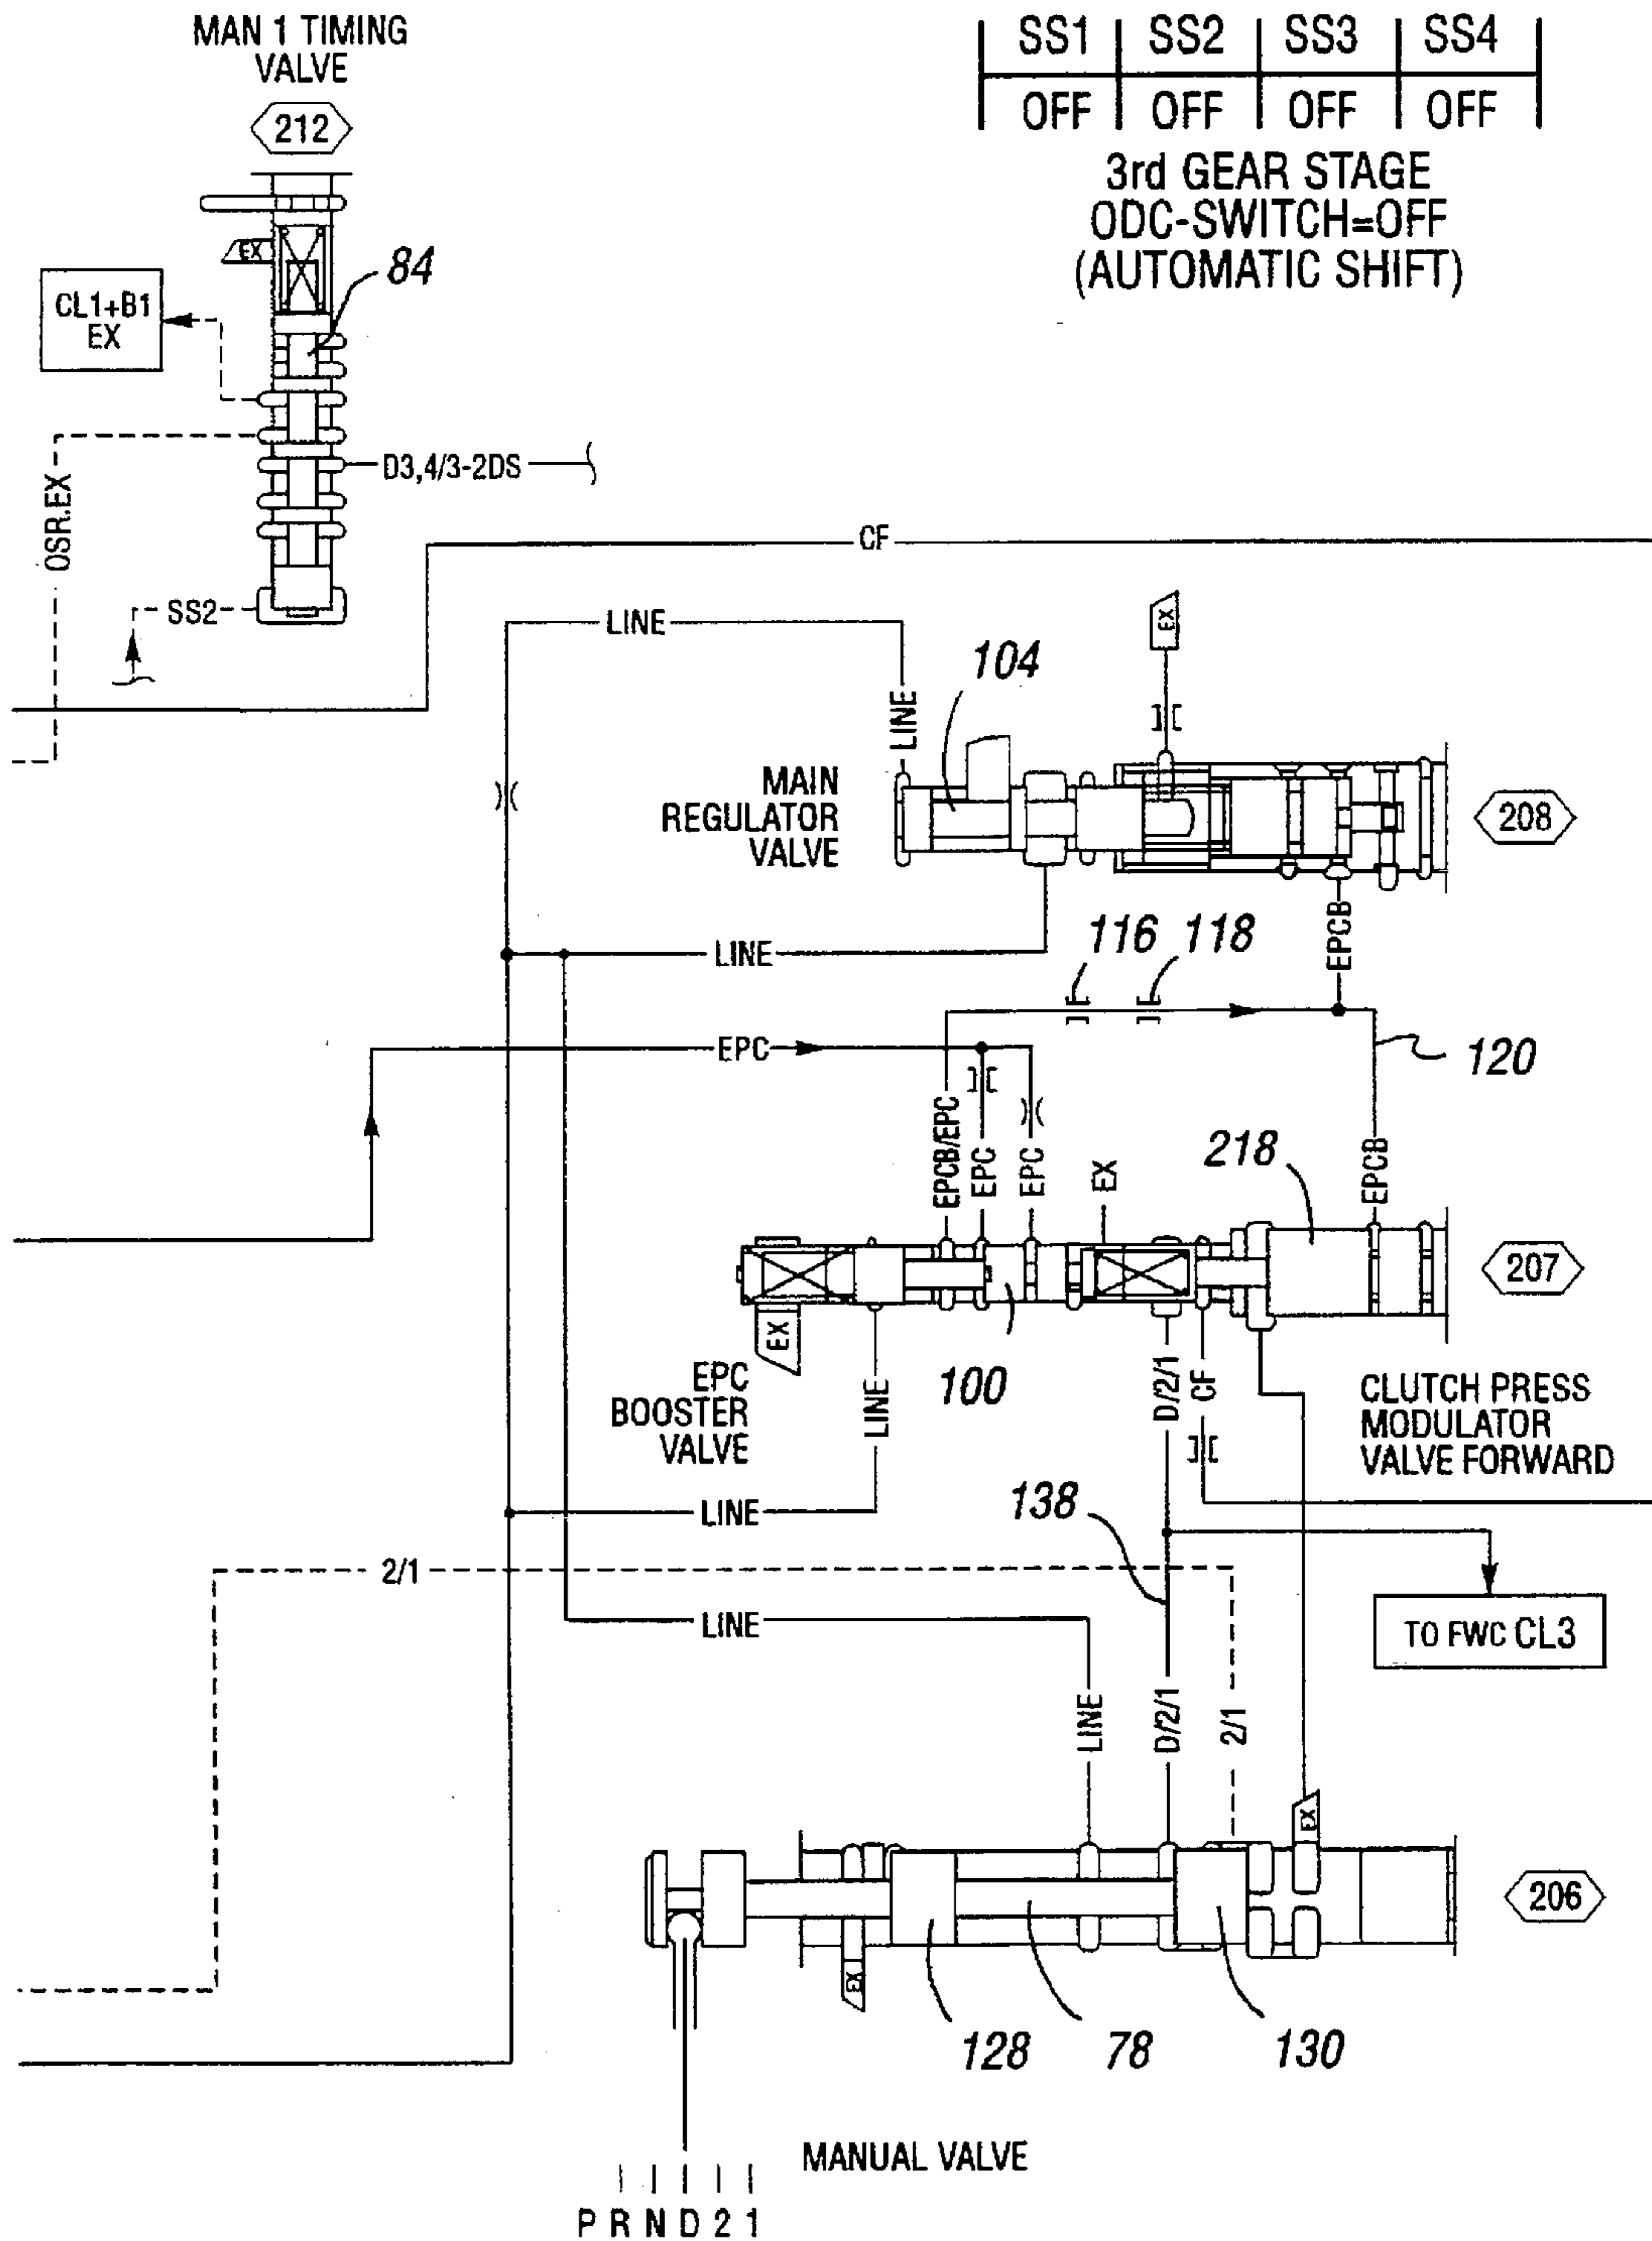 MAN 1 TIMING
VALVE
212
SS1 SS2 SS3 SS4
OFF OFF OFF OFF
3rd GEAR STAGE
ODC-SWITCH=OFF
(AUTOMATIC SHIFT)
EX
84
CL1+B1
EX
D3,4/3-2DS
OSR.EX
CF
SS2
LINE
EX
104
LINE
MAIN
REGULATOR
VALVE
208
EPCB
116
118
LINE
EPC
120
EPCB/EPC
EPC
EPC
EX
218
EPCB
207
EX
EPC
BOOSTER
VALVE
LINE
100
D/2/1
CF
CLUTCH PRESS
MODULATOR
VALVE FORWARD
LINE
138
2/1
LINE
TO FWC CL3
LINE
D/2/1
2/1
EX
206
EX
128
78
130
MANUAL VALVE
P R N D 2 1